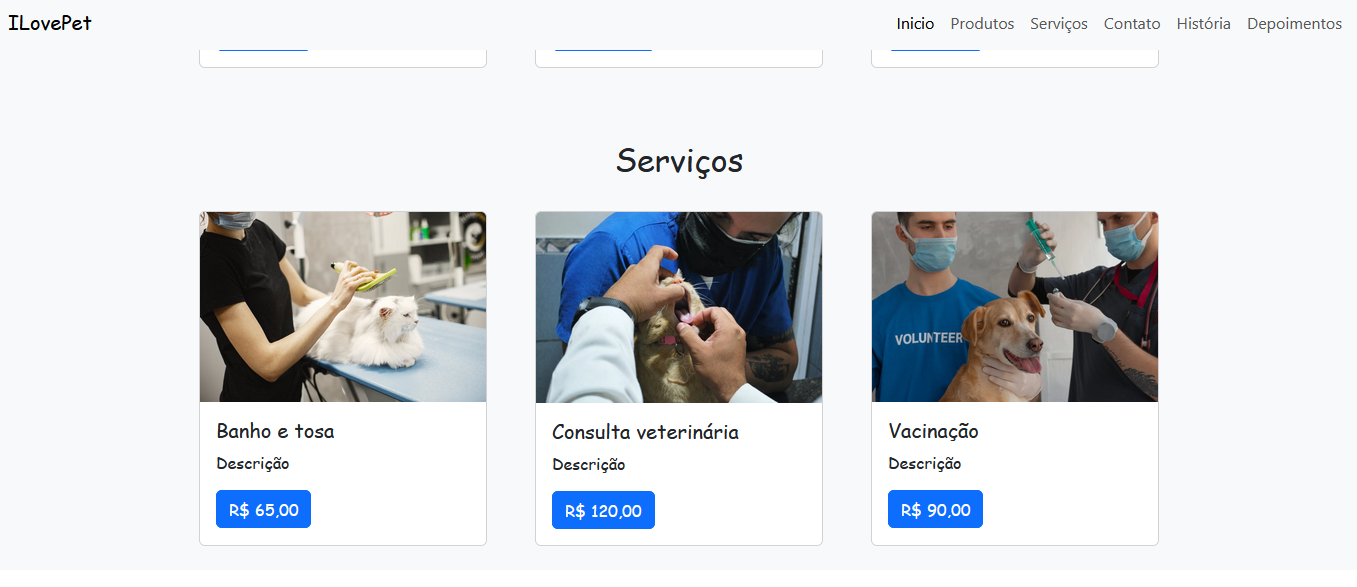 ILovePet
Inicio Produtos Serviços Contato História Depoimentos
Serviços
VOLUNTEER
Banho e tosa
Descrição
R$ 65,00
Consulta veterinária
Descrição
R$ 120,00
Vacinação
Descrição
R$ 90,00